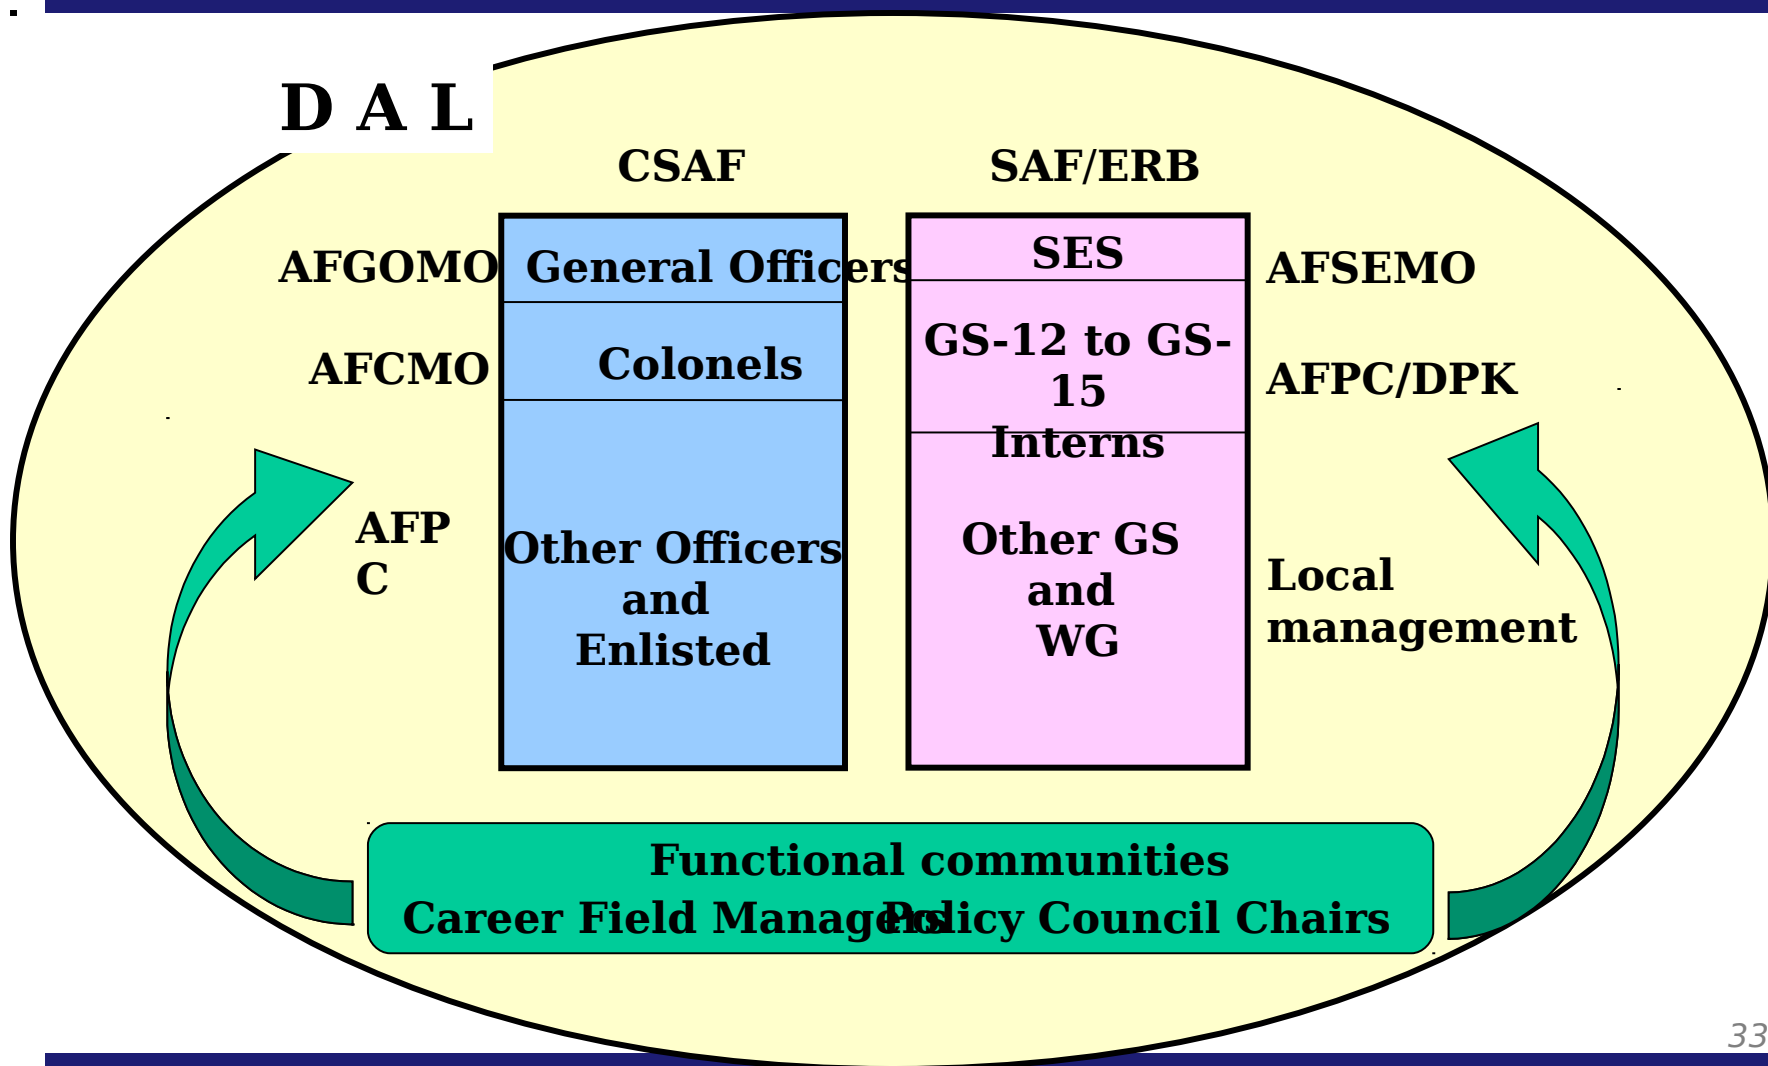 D A L
CSAF
SAF/ERB
AFGOMO
General Officers
SES
AFSEMO
AFCMO
Colonels
GS-12 to GS-
15
Interns
AFPC/DPK
AFP
C
Other Officers
and
Enlisted
Other GS
and
WG
Local
management
Functional communities
Career Field Managers
Policy Council Chairs
33